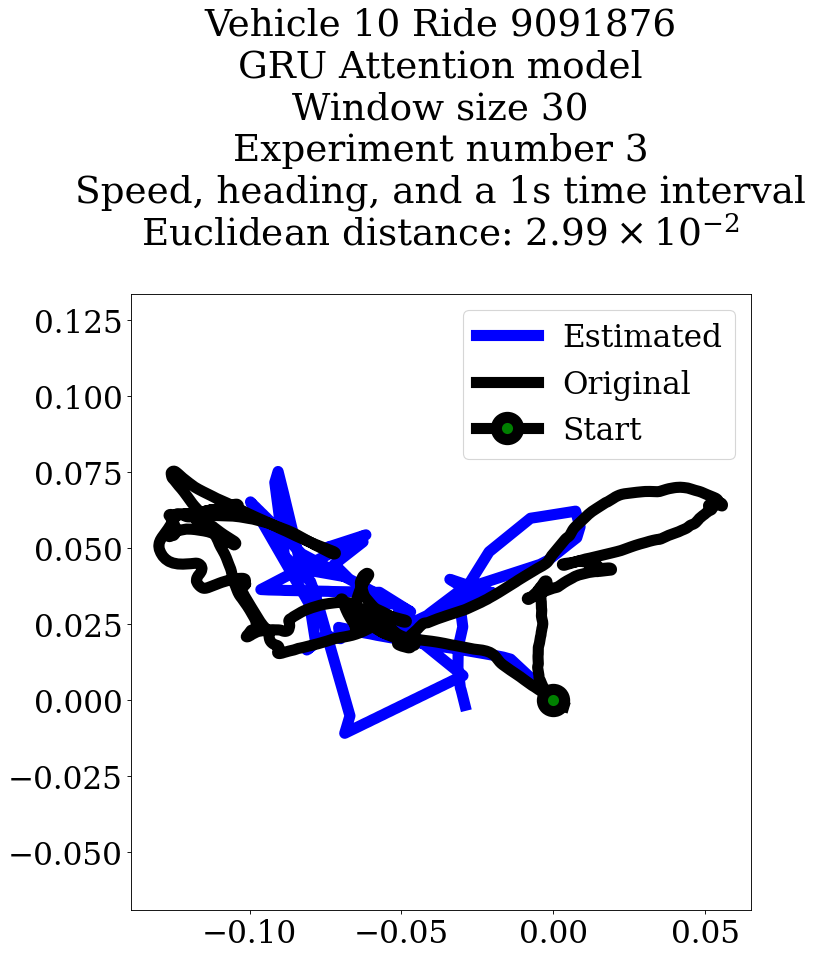 Vehicle 10 Ride 9091876
GRU Attention model
Window size 30
Experiment number 3
Speed, heading, and a 1s time interval
Euclidean distance: 2.99 × 10⁻²
Estimated
Original
Start
0.125
0.100
0.075
0.050
0.025
0.000
−0.025
−0.050
−0.10 −0.05 0.00 0.05